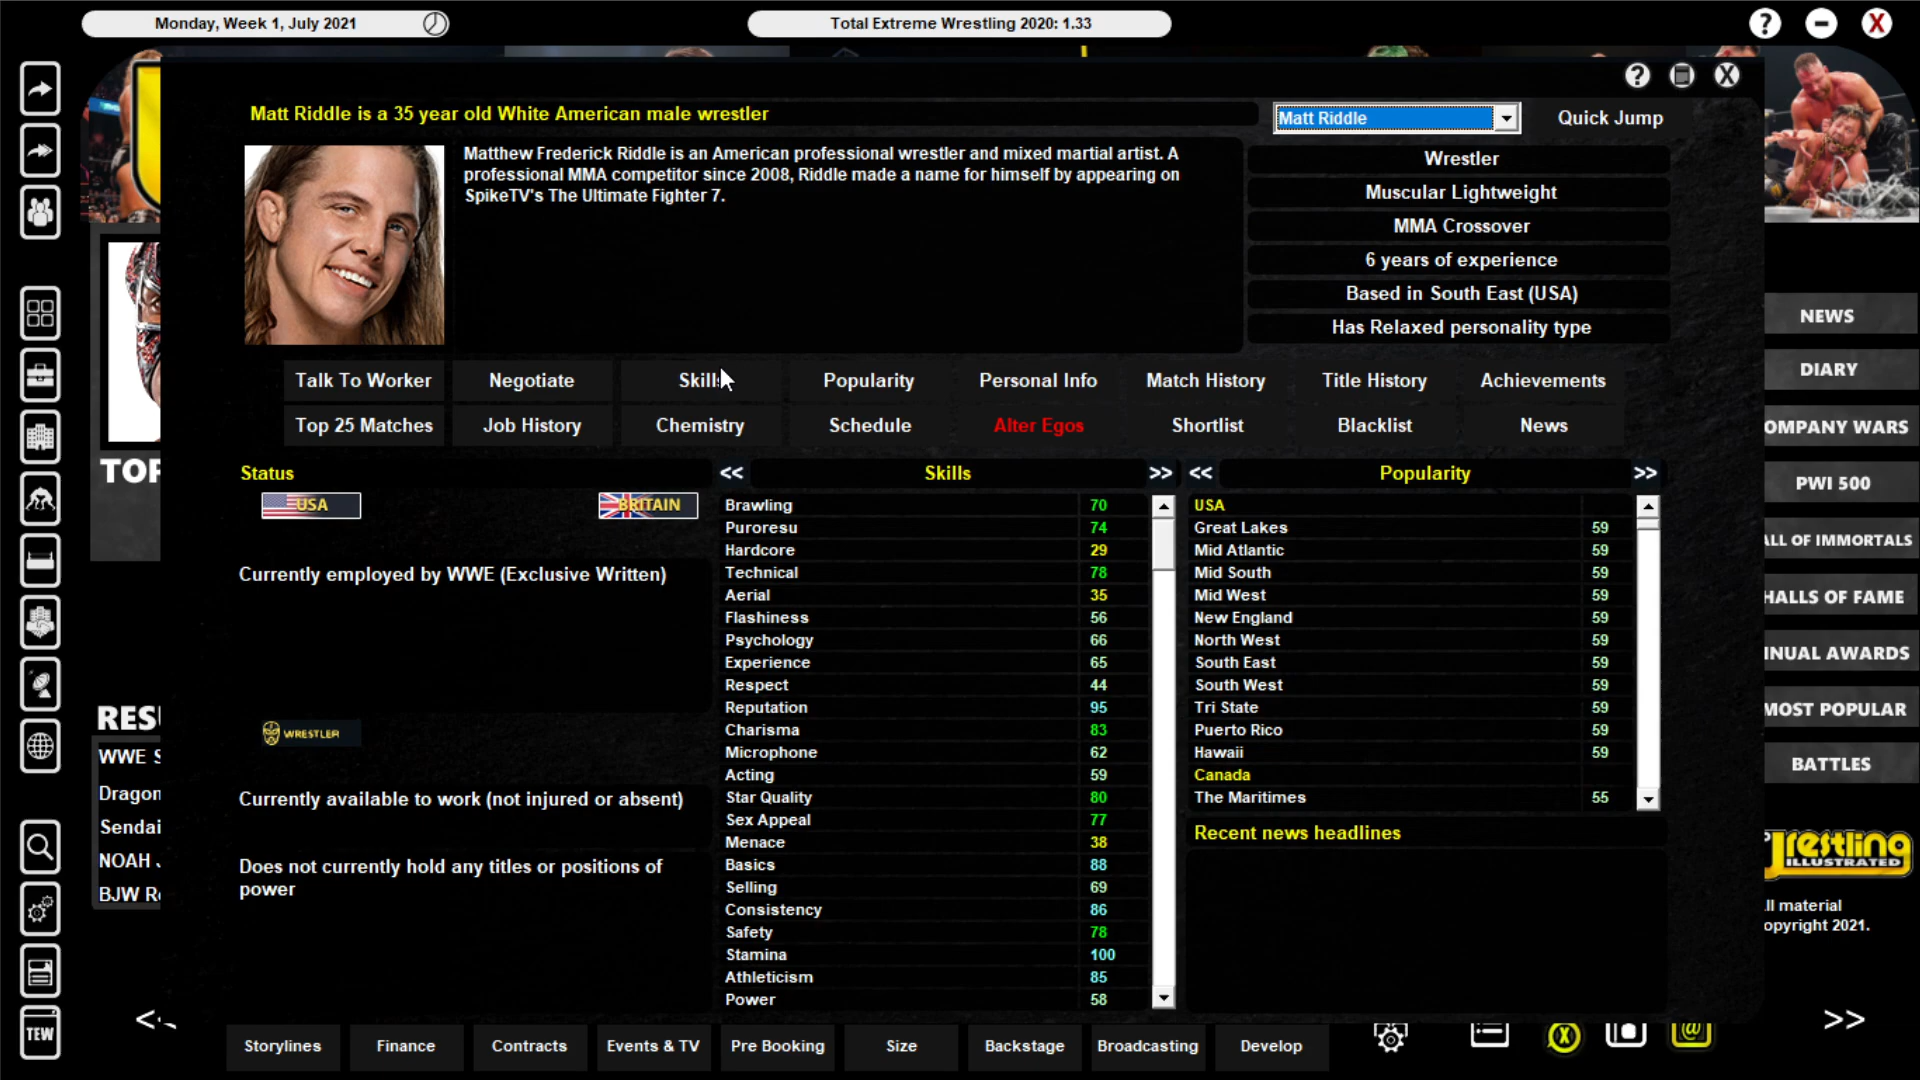 Monday, Week 1, July 2021
Total Extreme Wrestling 2020: 1.33
Matt Riddle is a 35 year old White American male wrestler
Matt Riddle
Quick Jump
Matthew Frederick Riddle is an American professional wrestler and mixed martial artist. A
professional MMA competitor since 2008, Riddle made a name for himself by appearing on
SpikeTV's The Ultimate Fighter 7.
Wrestler
Muscular Lightweight
MMA Crossover
6 years of experience
Based in South East (USA)
Has Relaxed personality type
Talk To Worker
Negotiate
Skills
Popularity
Personal Info
Match History
Title History
Achievements
Top 25 Matches
Job History
Chemistry
Schedule
Alter Egos
Shortlist
Blacklist
News
Status
USA
BRITAIN
Currently employed by WWE (Exclusive Written)
WRESTLER
Currently available to work (not injured or absent)
Does not currently hold any titles or positions of
power
<< Skills >>
Brawling 70
Puroresu 74
Hardcore 29
Technical 78
Aerial 35
Flashiness 56
Psychology 66
Experience 65
Respect 44
Reputation 95
Charisma 83
Microphone 62
Acting 59
Star Quality 80
Sex Appeal 77
Menace 38
Basics 88
Selling 69
Consistency 86
Safety 78
Stamina 100
Athleticism 85
Power 58
<< Popularity >>
USA
Great Lakes 59
Mid Atlantic 59
Mid South 59
Mid West 59
New England 59
North West 59
South East 59
South West 59
Tri State 59
Puerto Rico 59
Hawaii 59
Canada
The Maritimes 55
Recent news headlines
TOP
RES
WWE S
Dragon
Sendai
NOAH J
BJW R
TEW
NEWS
DIARY
OMPANY WARS
PWI 500
ALL OF IMMORTALS
HALLS OF FAME
NUAL AWARDS
MOST POPULAR
BATTLES
restling
ILLUSTRATED
ll material
opyright 2021.
>>
Storylines
Finance
Contracts
Events & TV
Pre Booking
Size
Backstage
Broadcasting
Develop